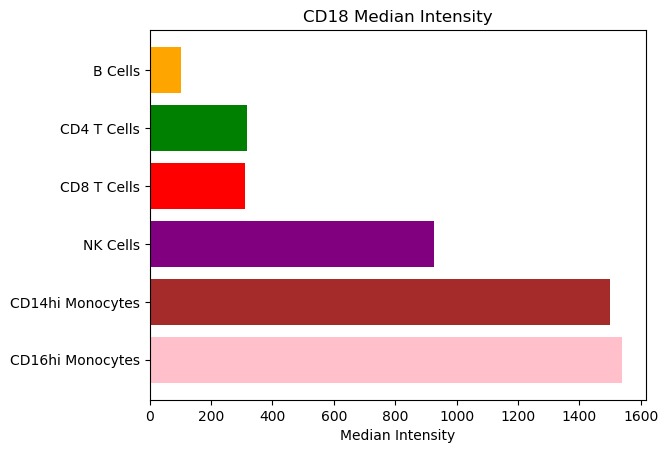 CD18 Median Intensity
B Cells
CD4 T Cells
CD8 T Cells
NK Cells
CD14hi Monocytes
CD16hi Monocytes
0 200 400 600 800 1000 1200 1400 1600
Median Intensity